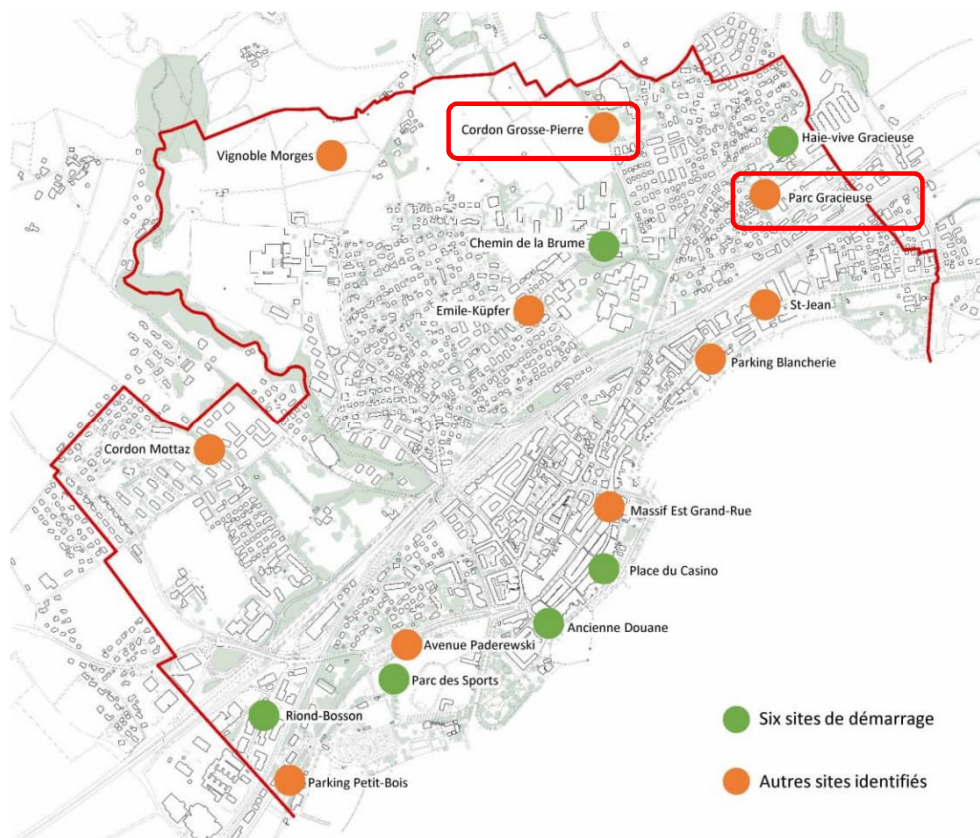 Cordon Grosse-Pierre
Haie-vive Gracieuse
Vignoble Morges
Parc Gracieuse
Chemin de la Brume
St-Jean
Emile-Küpfer
Parking Blancherie
Cordon Mottaz
Massif Est Grand-Rue
Place du Casino
Ancienne Douane
Avenue Paderewski
Parc des Sports
Riond-Bosson
Six sites de démarrage
Parking Petit-Bois
Autres sites identifiés